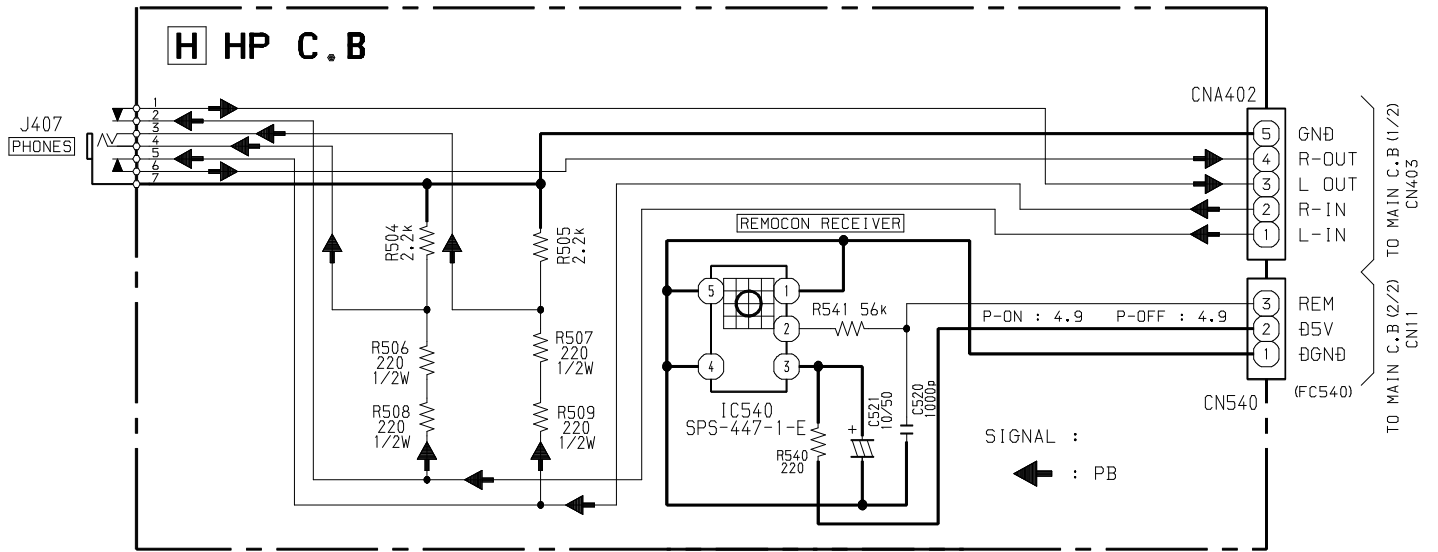 H HP C.B
J407
PHONES
1
2
3
4
5
6
7
R504
2.2k
R505
2.2k
R506
220
1/2W
R507
220
1/2W
R508
220
1/2W
R509
220
1/2W
REMOCON RECEIVER
5
4
1
2
3
IC540
SPS-447-1-E
R541 56k
R540
220
+
C521
10/50
C520
1000p
P-ON : 4.9 P-OFF : 4.9
CNA402
5 GND
4 R-OUT
3 L OUT
2 R-IN
1 L-IN
3 REM
2 D5V
1 DGND
(FC540)
CN540
TO MAIN C.B (1/2)
CN403
TO MAIN C.B (2/2)
CN11
SIGNAL :
: PB